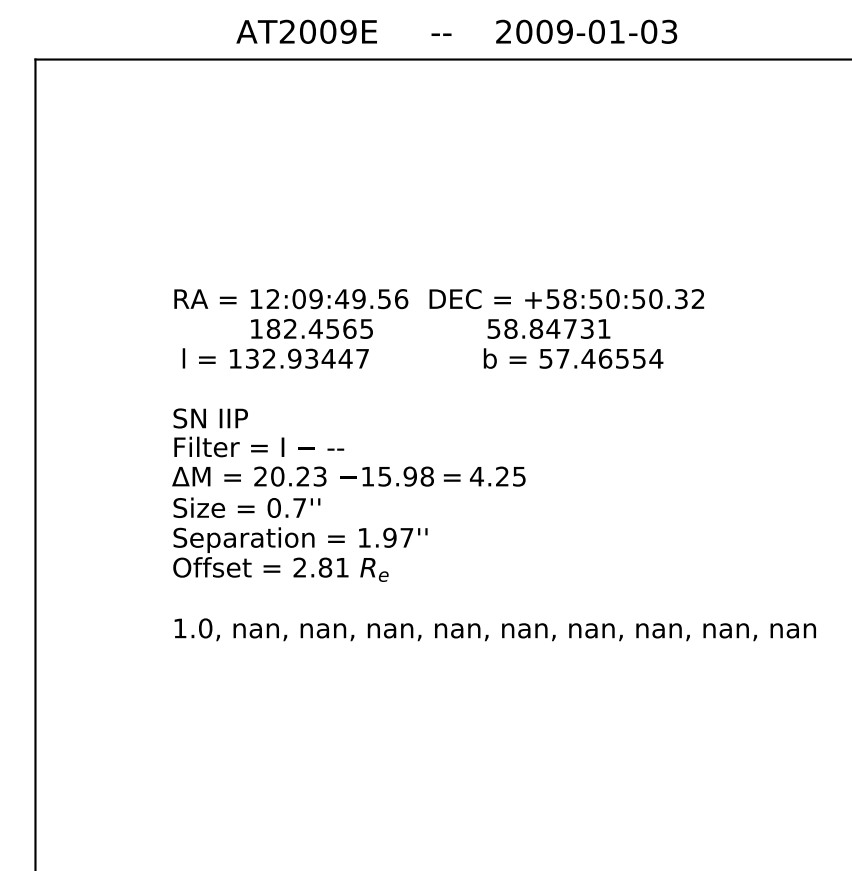 AT2009E -- 2009-01-03
RA = 12:09:49.56 DEC = +58:50:50.32
182.4565 58.84731
l = 132.93447 b = 57.46554
SN IIP
Filter = I − --
ΔM = 20.23 −15.98 = 4.25
Size = 0.7''
Separation = 1.97''
Offset = 2.81 Re
1.0, nan, nan, nan, nan, nan, nan, nan, nan, nan